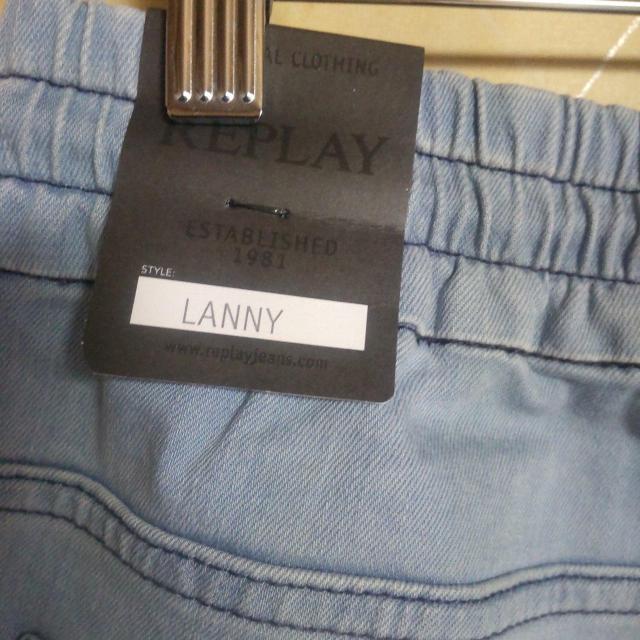 AL CLOTHING
REPLAY
ESTABLISHED
1981
STYLE:
LANNY
www.replayjeans.com